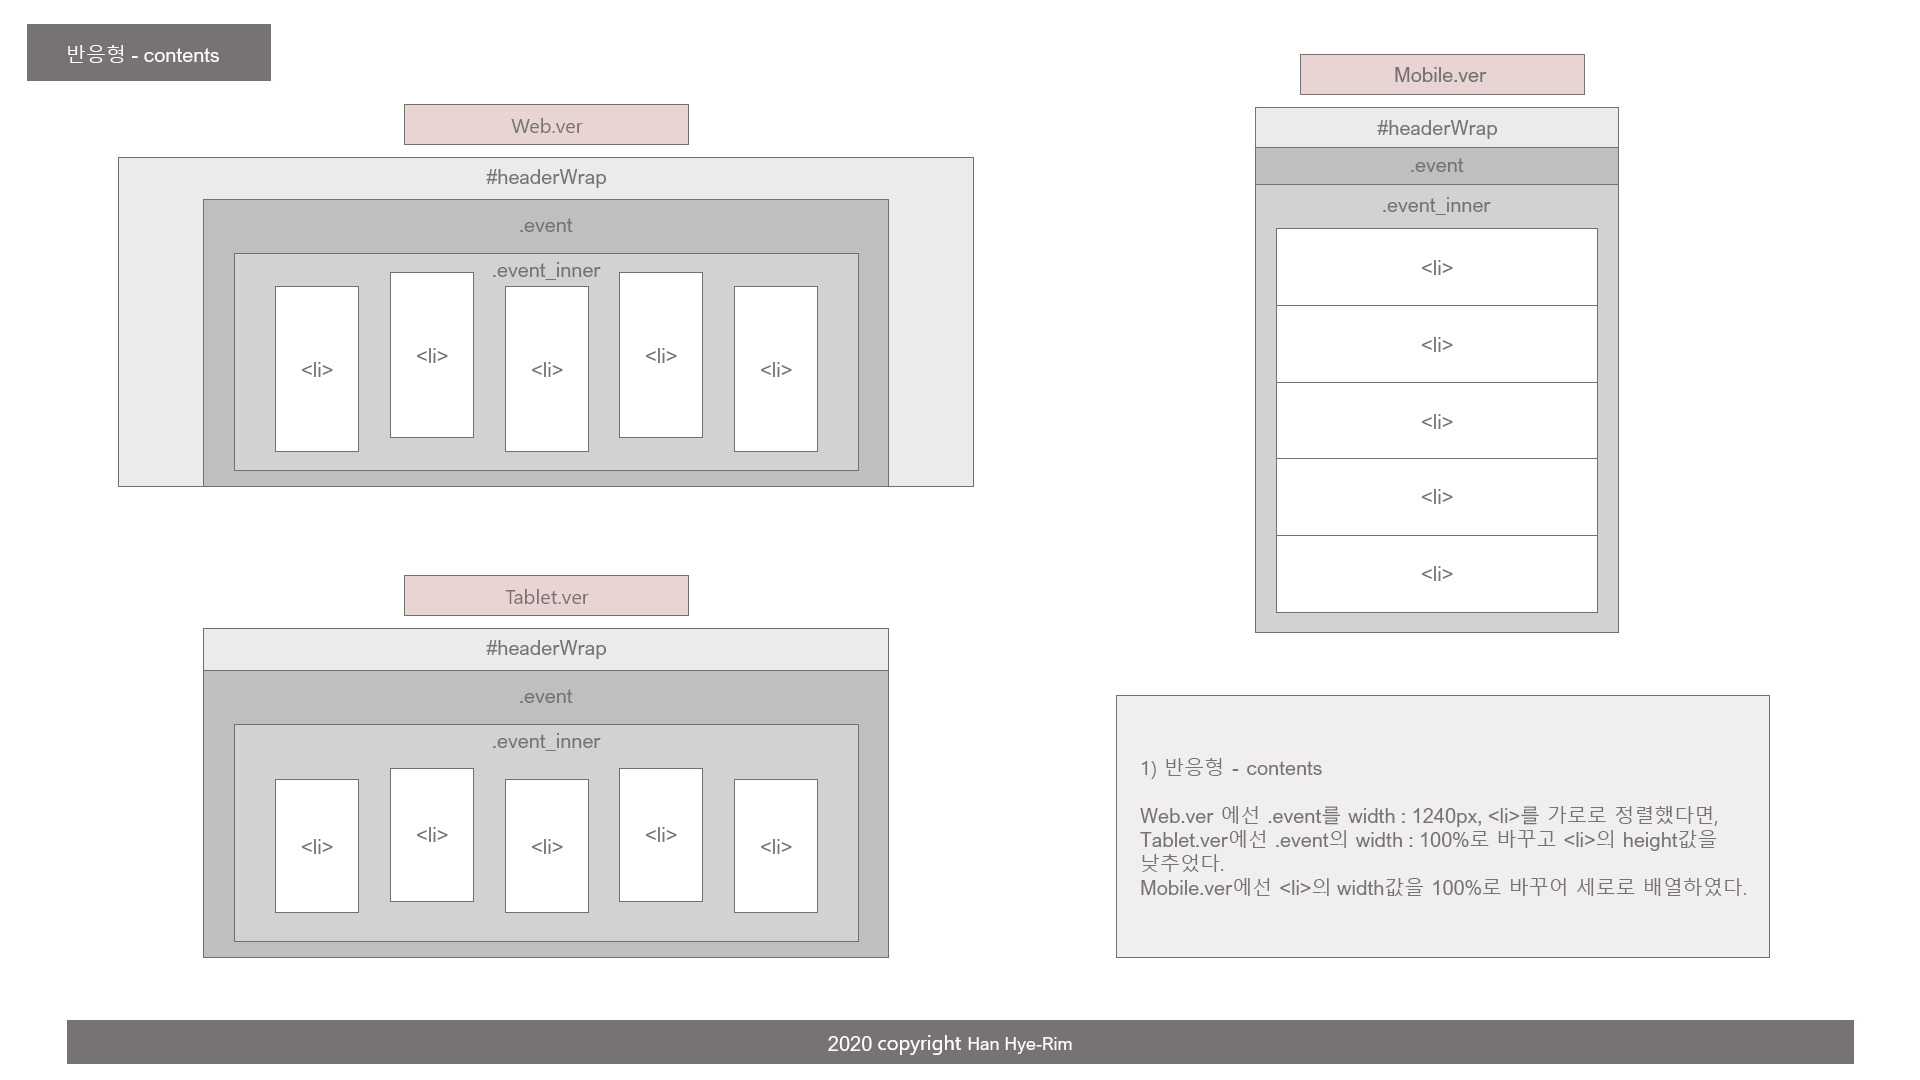 반응형 - contents
Web.ver
#headerWrap
.event
.event_inner
<li>
<li>
<li>
<li>
<li>
Tablet.ver
#headerWrap
.event
.event_inner
<li>
<li>
<li>
<li>
<li>
Mobile.ver
#headerWrap
.event
.event_inner
<li>
<li>
<li>
<li>
<li>
1) 반응형 - contents
Web.ver 에선 .event를 width : 1240px, <li>를 가로로 정렬했다면,
Tablet.ver에선 .event의 width : 100%로 바꾸고 <li>의 height값을
낮추었다.
Mobile.ver에선 <li>의 width값을 100%로 바꾸어 세로로 배열하였다.
2020 copyright Han Hye-Rim